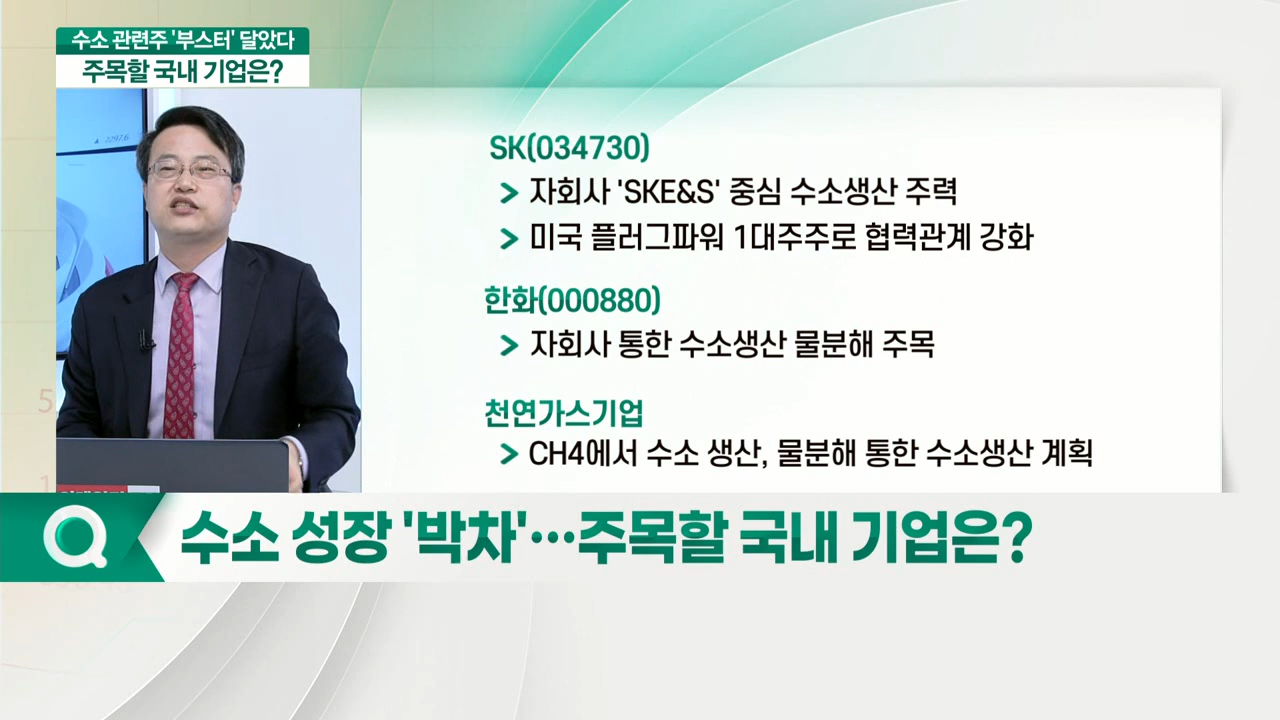 수소 관련주 '부스터' 달았다
주목할 국내 기업은?
▲ 2297.6
SK(034730)
> 자회사 'SKE&S' 중심 수소생산 주력
> 미국 플러그파워 1대주주로 협력관계 강화
한화(000880)
> 자회사 통한 수소생산 물분해 주목
천연가스기업
> CH4에서 수소 생산, 물분해 통한 수소생산 계획
수소 성장 '박차'…주목할 국내 기업은?